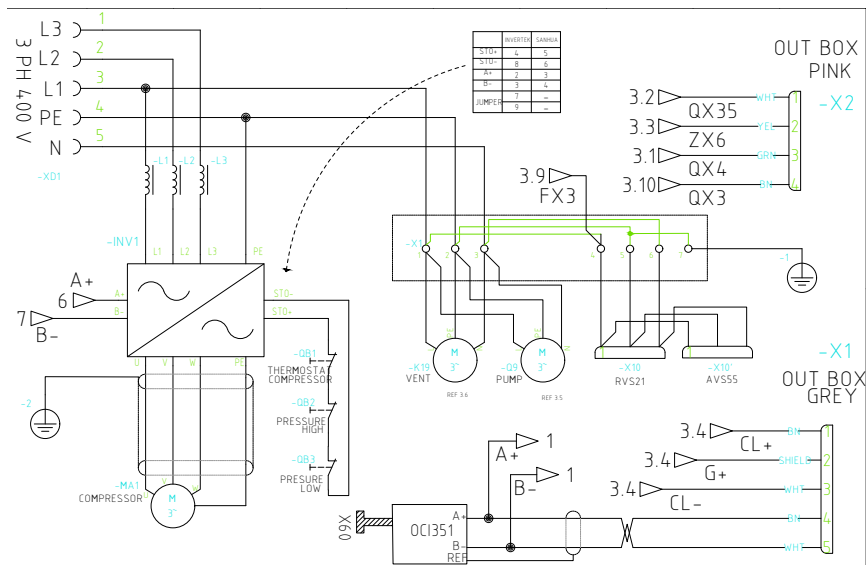 L3 1
L2 2
L1 3
PE 4
N 5
3 PH 400 V
-XD1
-L1 -L2 -L3
INVERTEK SANHUA
STO+ 4 5
STO- 8 6
A+ 2 3
B- 3 4
JUMPER 7 -
9 -
OUT BOX
PINK
-X2
3.2 QX35 WHT 1
3.3 ZX6 YEL 2
3.1 QX4 GRN 3
3.10 QX3 BN 4
3.9
FX3
-INV1
L1 L2 L3 PE
-X1
1 2 3 4 5 6 7
-1
6 A+ A+
7 B- B-
STO-
STO+
U V W PE
-QB1
THERMOSTAT
COMPRESSOR
-QB2
PRESSURE
HIGH
-QB3
PRESURE
LOW
-2
-MA1
COMPRESSOR
U V W
M
3~
L PE N
M
3~
-K19
VENT
REF 3.6
L PE N
M
3~
-Q9
PUMP
REF 3.5
1
-X10
RVS21
1
-X10'
AVS55
-X1
OUT BOX
GREY
3.4 CL+ BN 1
3.4 G+ SHIELD 2
3.4 CL- WHT 3
BN 4
WHT 5
A+ 1
B- 1
X60
OCI351
A+
B-
REF